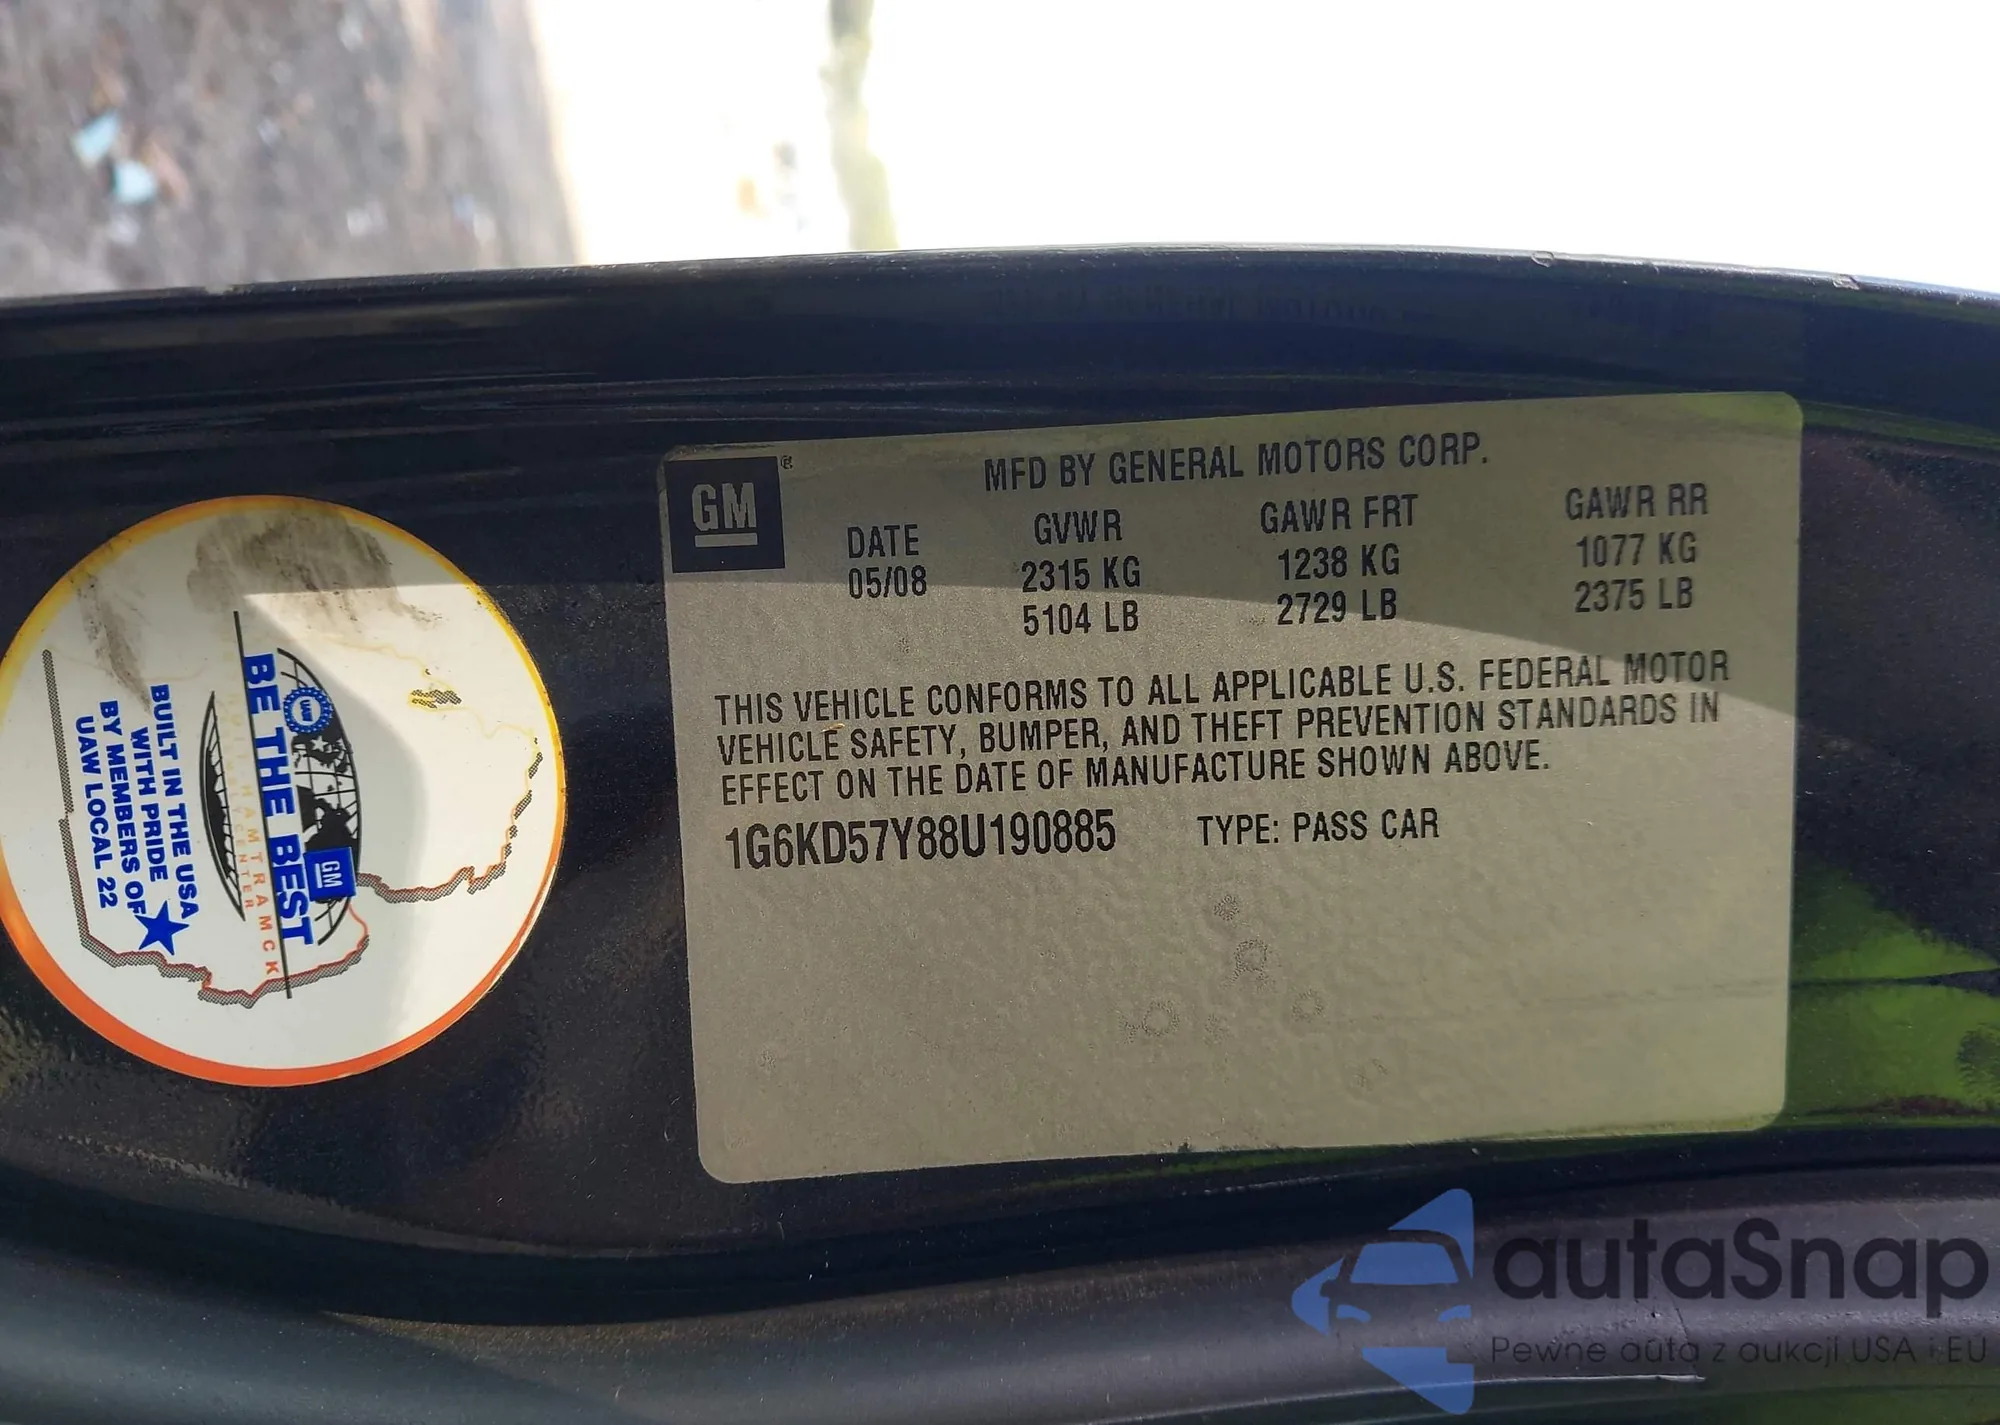 GM ®
MFD BY GENERAL MOTORS CORP.
DATE GVWR GAWR FRT GAWR RR
05/08 2315 KG 1238 KG 1077 KG
5104 LB 2729 LB 2375 LB
THIS VEHICLE CONFORMS TO ALL APPLICABLE U.S. FEDERAL MOTOR
VEHICLE SAFETY, BUMPER, AND THEFT PREVENTION STANDARDS IN
EFFECT ON THE DATE OF MANUFACTURE SHOWN ABOVE.
1G6KD57Y88U190885 TYPE: PASS CAR
BE THE BEST
UAW
GM
HAMTRAMCK
CENTER
BUILT IN THE USA
WITH PRIDE
BY MEMBERS OF
UAW LOCAL 22
autaSnap
Pewne auta z aukcji USA i EU